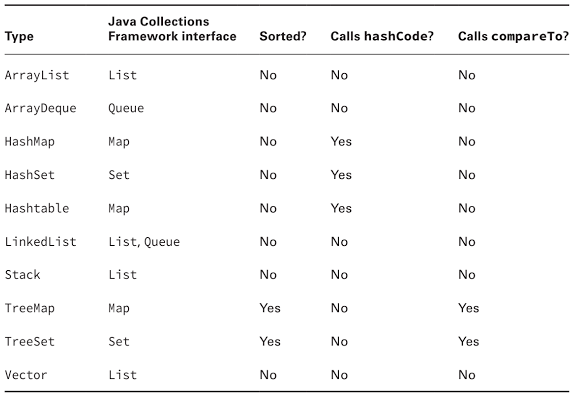 Java Collections
Type Framework interface Sorted? Calls hashCode? Calls compareTo?
ArrayList List No No No
ArrayDeque Queue No No No
HashMap Map No Yes No
HashSet Set No Yes No
Hashtable Map No Yes No
LinkedList List, Queue No No No
Stack List No No No
TreeMap Map Yes No Yes
TreeSet Set Yes No Yes
Vector List No No No